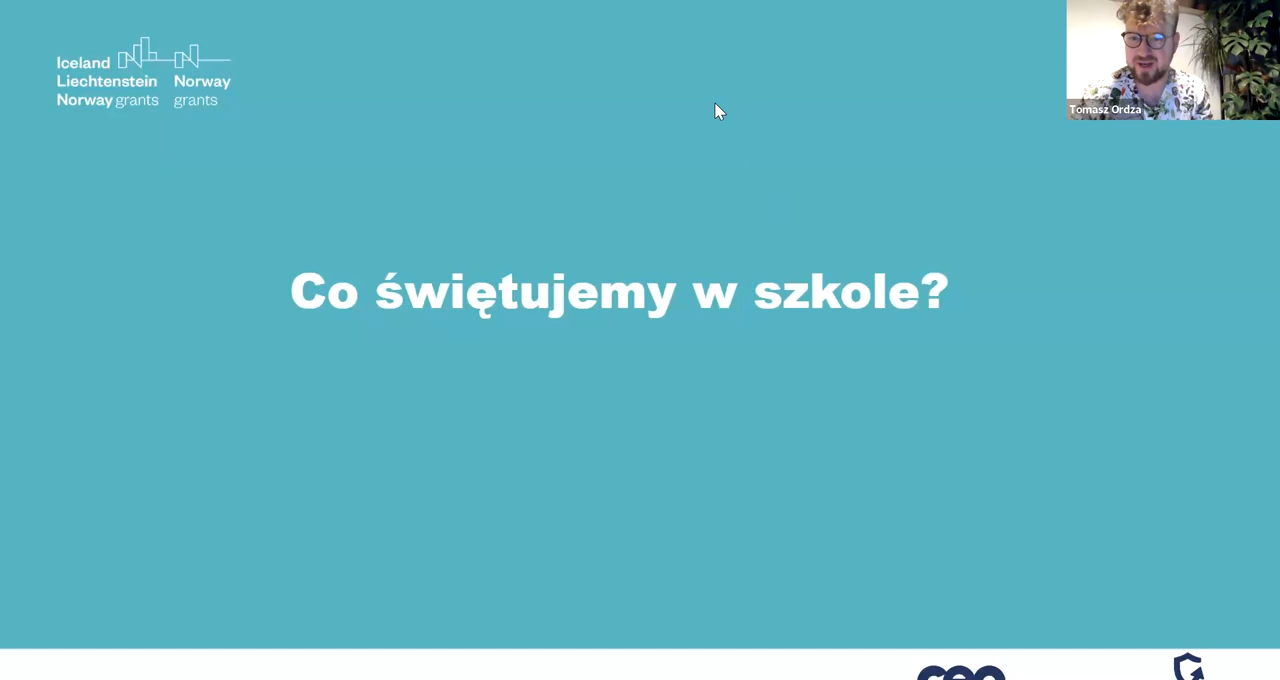 Iceland
Liechtenstein
Norway grants
Norway
grants
Tomasz Ordza
Co świętujemy w szkole?